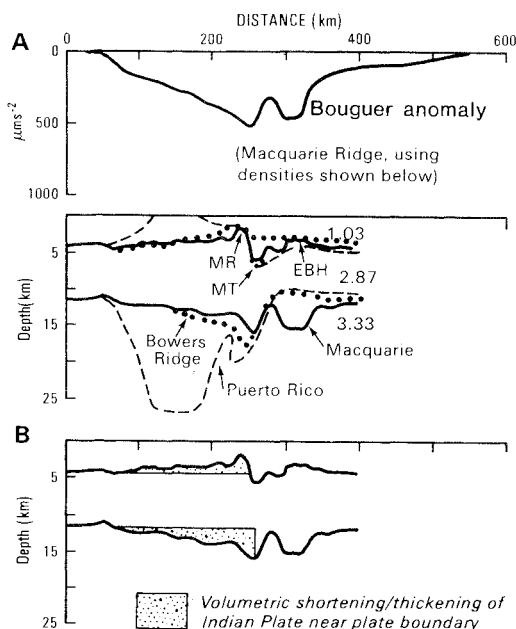 DISTANCE (km)
0 200 400 600
A
0
500
1000
μms⁻²
Bouguer anomaly
(Macquarie Ridge, using
densities shown below)
1.03
MR
EBH
MT
2.87
3.33
5
15
25
Depth(km)
Bowers
Ridge
Macquarie
Puerto Rico
B
5
15
25
Depth (km)
Volumetric shortening/thickening of
Indian Plate near plate boundary